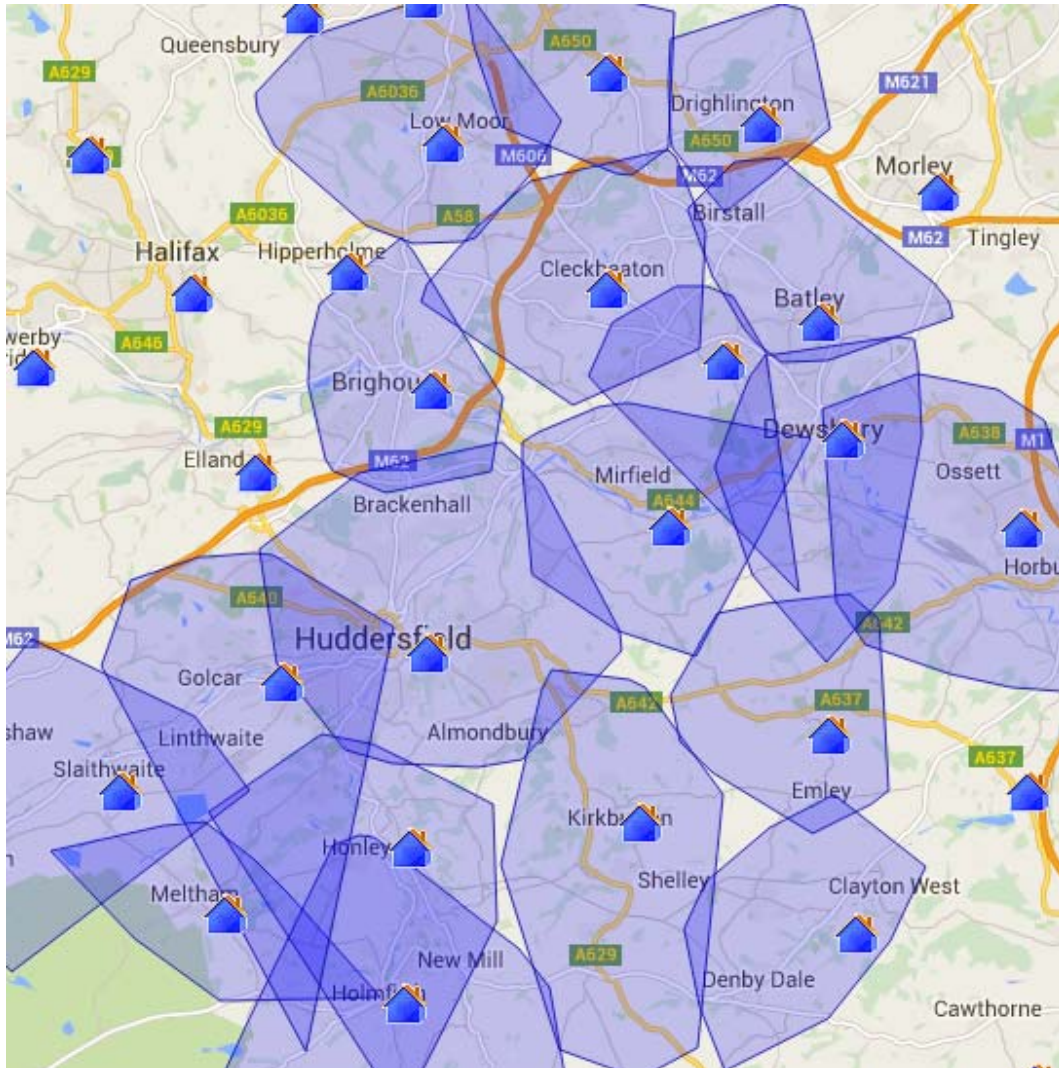 A650
Queensbury
A629
M621
A6036
Drighlington
Low Moor
A650
M606
Morley
M62
A6036
A58
Birstall
M62
Tingley
Halifax
Hipperholme
Cleckheaton
Batley
A646
Brighou
A629
Dewsbury
A638
M1
Elland
M62
Mirfield
Ossett
A644
Brackenhall
Horbu
A640
A642
M62
Huddersfield
Golcar
A642
A637
shaw
Linthwaite
Almondbury
A637
Slaithwaite
Emley
Honley
Meltham
Shelley
Clayton West
New Mill
A629
Denby Dale
Cawthorne